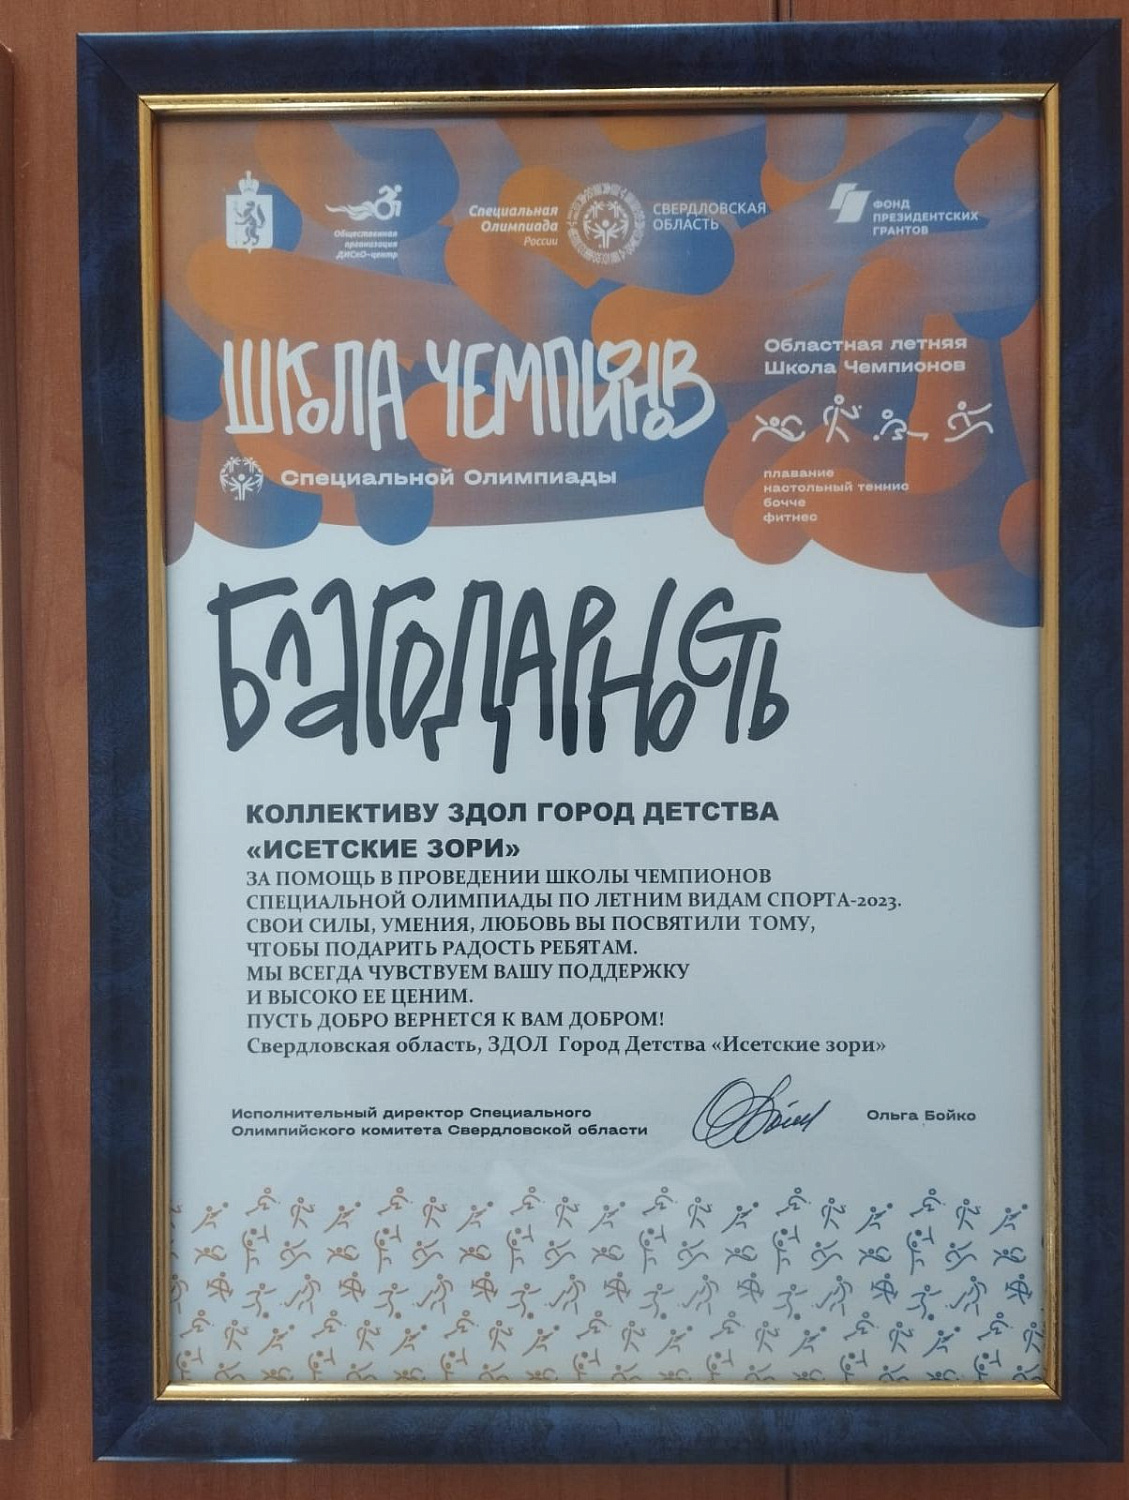 Общественная
организация
ДИСпО-центр
Специальная
Олимпиада
России
СВЕРДЛОВСКАЯ
ОБЛАСТЬ
ФОНД
ПРЕЗИДЕНТСКИХ
ГРАНТОВ
ШКОЛА ЧЕМПИОНОВ
Специальной Олимпиады
Областная летняя
Школа Чемпионов
плавание
настольный теннис
бочче
фитнес
БЛАГОДАРНОСТЬ
КОЛЛЕКТИВУ ЗДОЛ ГОРОД ДЕТСТВА
«ИСЕТСКИЕ ЗОРИ»
ЗА ПОМОЩЬ В ПРОВЕДЕНИИ ШКОЛЫ ЧЕМПИОНОВ
СПЕЦИАЛЬНОЙ ОЛИМПИАДЫ ПО ЛЕТНИМ ВИДАМ СПОРТА-2023.
СВОИ СИЛЫ, УМЕНИЯ, ЛЮБОВЬ ВЫ ПОСВЯТИЛИ ТОМУ,
ЧТОБЫ ПОДАРИТЬ РАДОСТЬ РЕБЯТАМ.
МЫ ВСЕГДА ЧУВСТВУЕМ ВАШУ ПОДДЕРЖКУ
И ВЫСОКО ЕЕ ЦЕНИМ.
ПУСТЬ ДОБРО ВЕРНЕТСЯ К ВАМ ДОБРОМ!
Свердловская область, ЗДОЛ Город Детства «Исетские зори»
Исполнительный директор Специального
Олимпийского комитета Свердловской области
Ольга Бойко